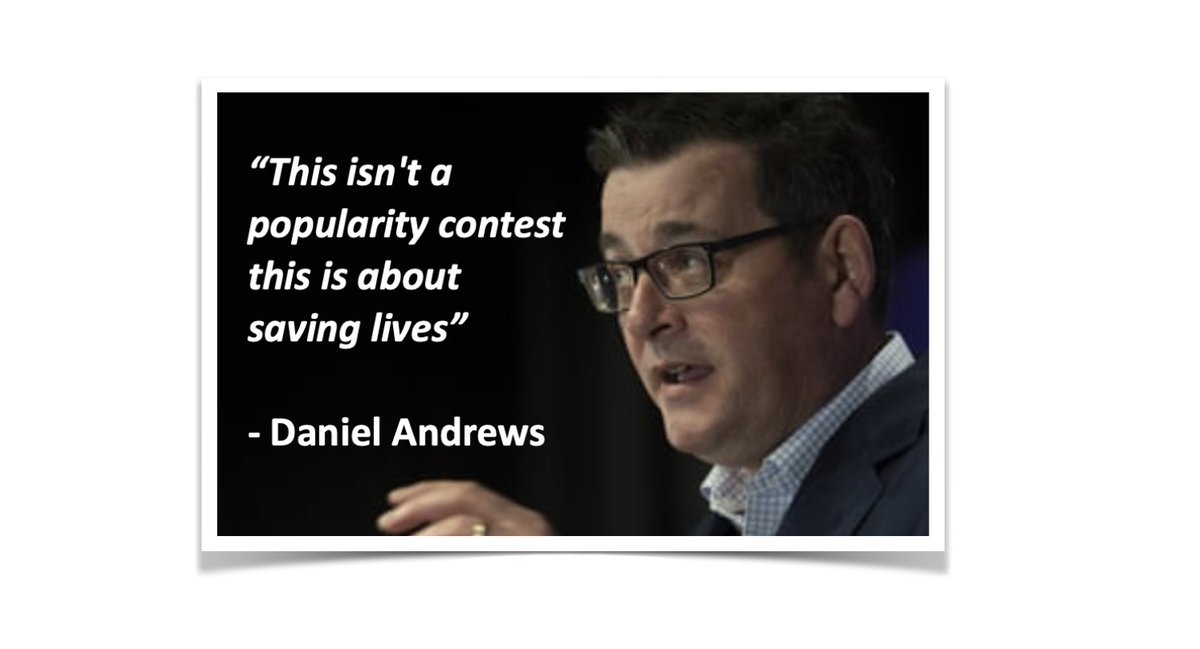 “This isn't a
popularity contest
this is about
saving lives”
- Daniel Andrews